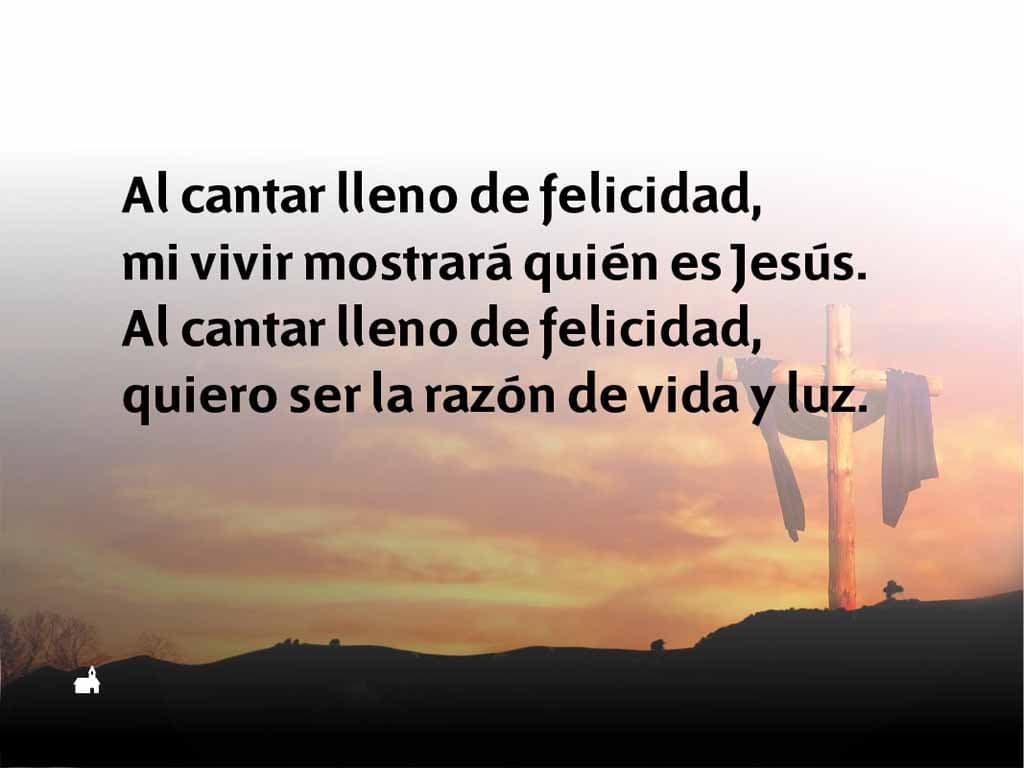 Al cantar lleno de felicidad,
mi vivir mostrará quién es Jesús.
Al cantar lleno de felicidad,
quiero ser la razón de vida y luz.